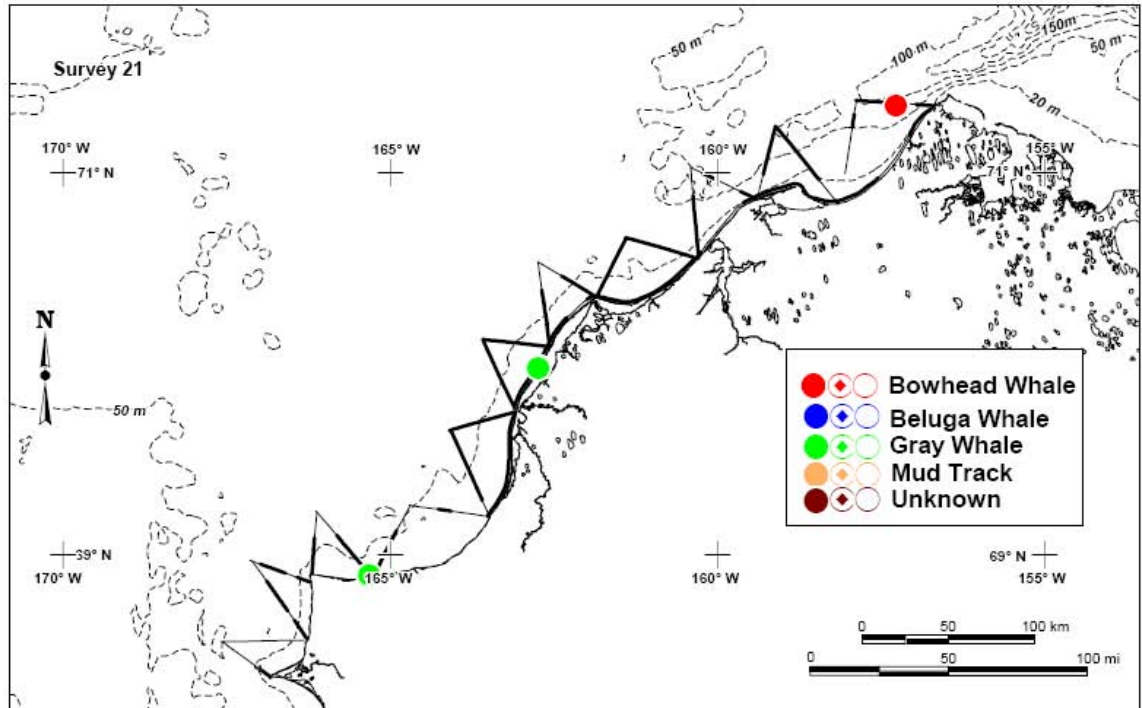 50 m
100 m
150m
50 m
20 m
Survey 21
170° W
165° W
160° W
155° W
71° N
71° N
N
50 m
Bowhead Whale
Beluga Whale
Gray Whale
Mud Track
Unknown
39° N
69° N
170° W
165° W
160° W
155° W
0 50 100 km
0 50 100 mi